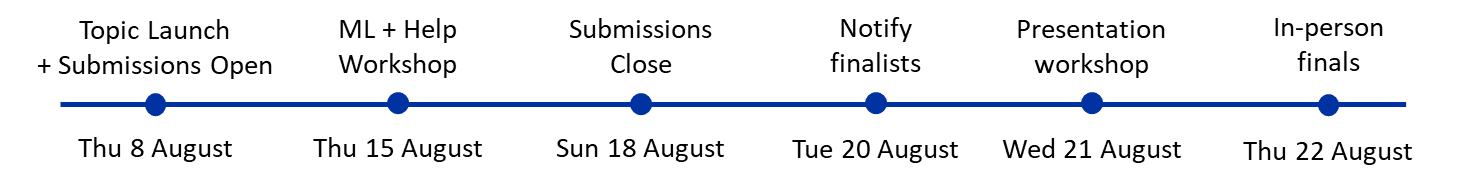 Topic Launch
+ Submissions Open
ML + Help
Workshop
Submissions
Close
Notify
finalists
Presentation
workshop
In-person
finals
Thu 8 August
Thu 15 August
Sun 18 August
Tue 20 August
Wed 21 August
Thu 22 August